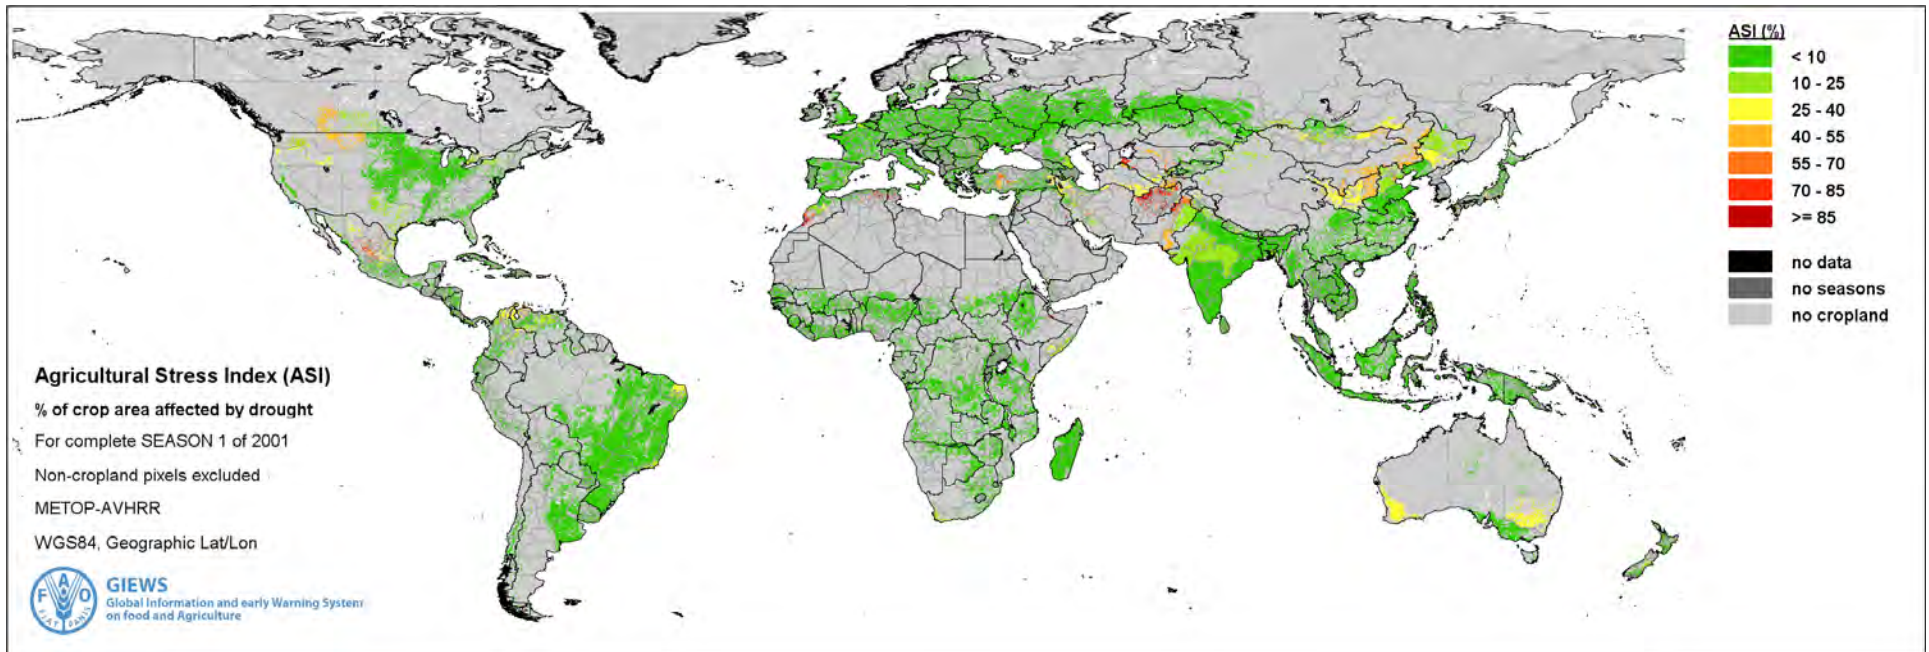 Agricultural Stress Index (ASI)
% of crop area affected by drought
For complete SEASON 1 of 2001
Non-cropland pixels excluded
METOP-AVHRR
WGS84, Geographic Lat/Lon
F A O
FIAT PANIS
GIEWS
Global Information and early Warning System
on food and Agriculture
ASI (%)
< 10
10 - 25
25 - 40
40 - 55
55 - 70
70 - 85
>= 85
no data
no seasons
no cropland